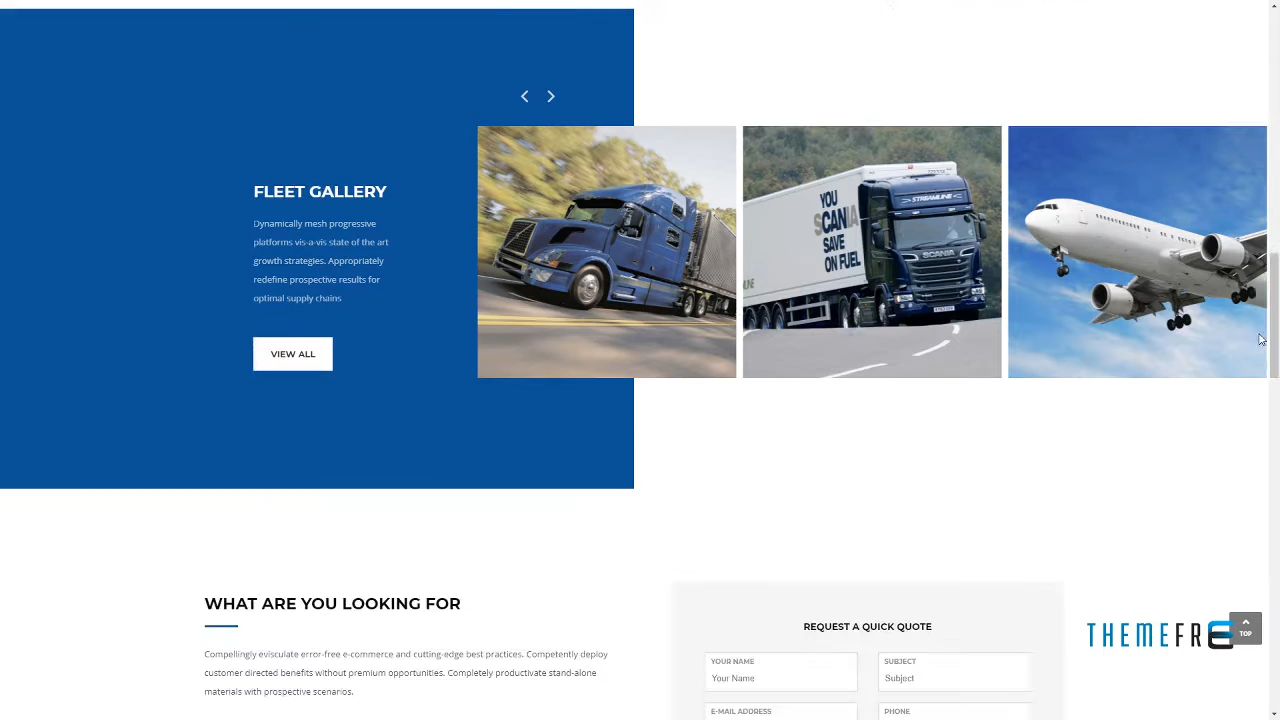 FLEET GALLERY
Dynamically mesh progressive
platforms vis-a-vis state of the art
growth strategies. Appropriately
redefine prospective results for
optimal supply chains
VIEW ALL
YOU
SCANIA
SAVE
ON FUEL
STREAMLINE
SCANIA
WHAT ARE YOU LOOKING FOR
Compellingly evisculate error-free e-commerce and cutting-edge best practices. Competently deploy
customer directed benefits without premium opportunities. Completely productivate stand-alone
materials with prospective scenarios.
REQUEST A QUICK QUOTE
YOUR NAME
Your Name
SUBJECT
Subject
E-MAIL ADDRESS
PHONE
THEMEFRE
TOP